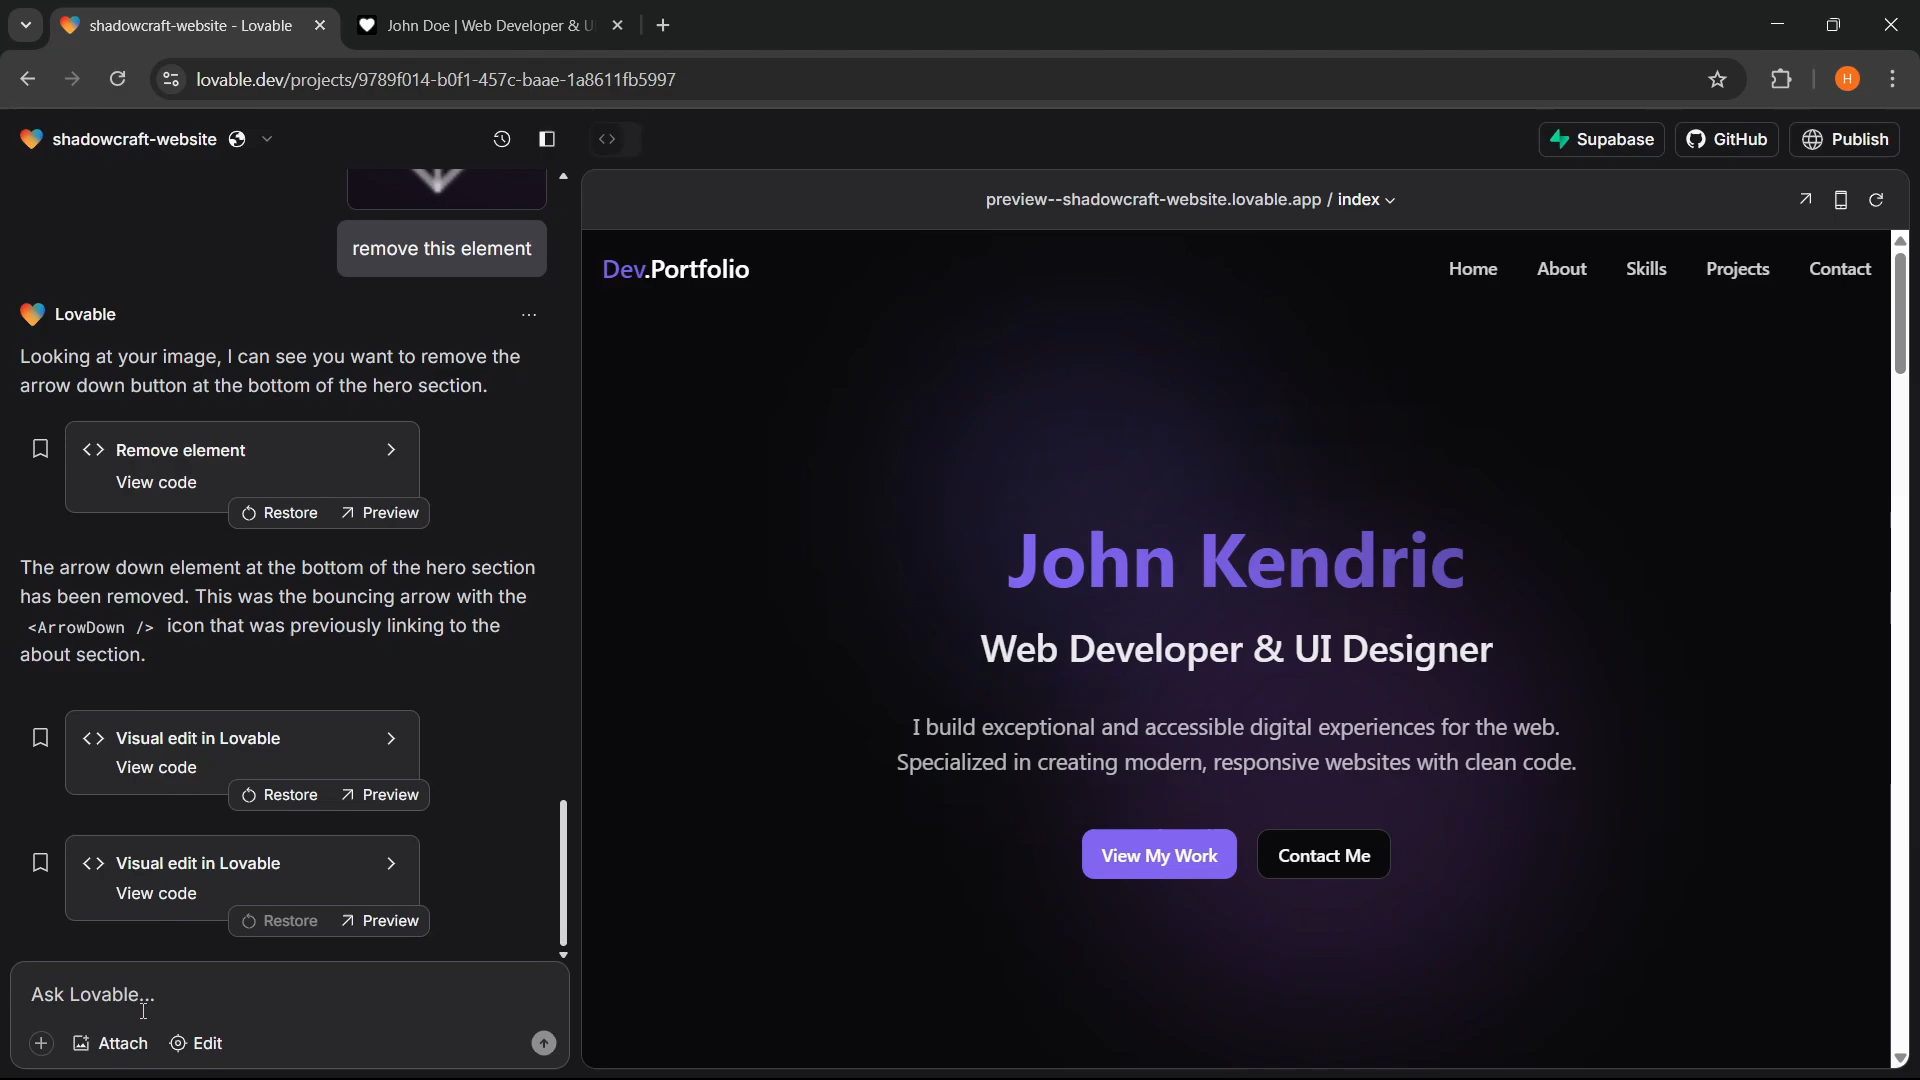 shadowcraft-website - Lovable
John Doe | Web Developer & U
lovable.dev/projects/9789f014-b0f1-457c-baae-1a8611fb5997
H
shadowcraft-website
Supabase
GitHub
Publish
remove this element
Lovable
Looking at your image, I can see you want to remove the
arrow down button at the bottom of the hero section.
Remove element
View code
Restore
Preview
The arrow down element at the bottom of the hero section
has been removed. This was the bouncing arrow with the
<ArrowDown /> icon that was previously linking to the
about section.
Visual edit in Lovable
View code
Restore
Preview
Visual edit in Lovable
View code
Restore
Preview
Ask Lovable...
Attach
Edit
preview--shadowcraft-website.lovable.app / index
Dev.Portfolio
Home
About
Skills
Projects
Contact
John Kendric
Web Developer & UI Designer
I build exceptional and accessible digital experiences for the web.
Specialized in creating modern, responsive websites with clean code.
View My Work
Contact Me